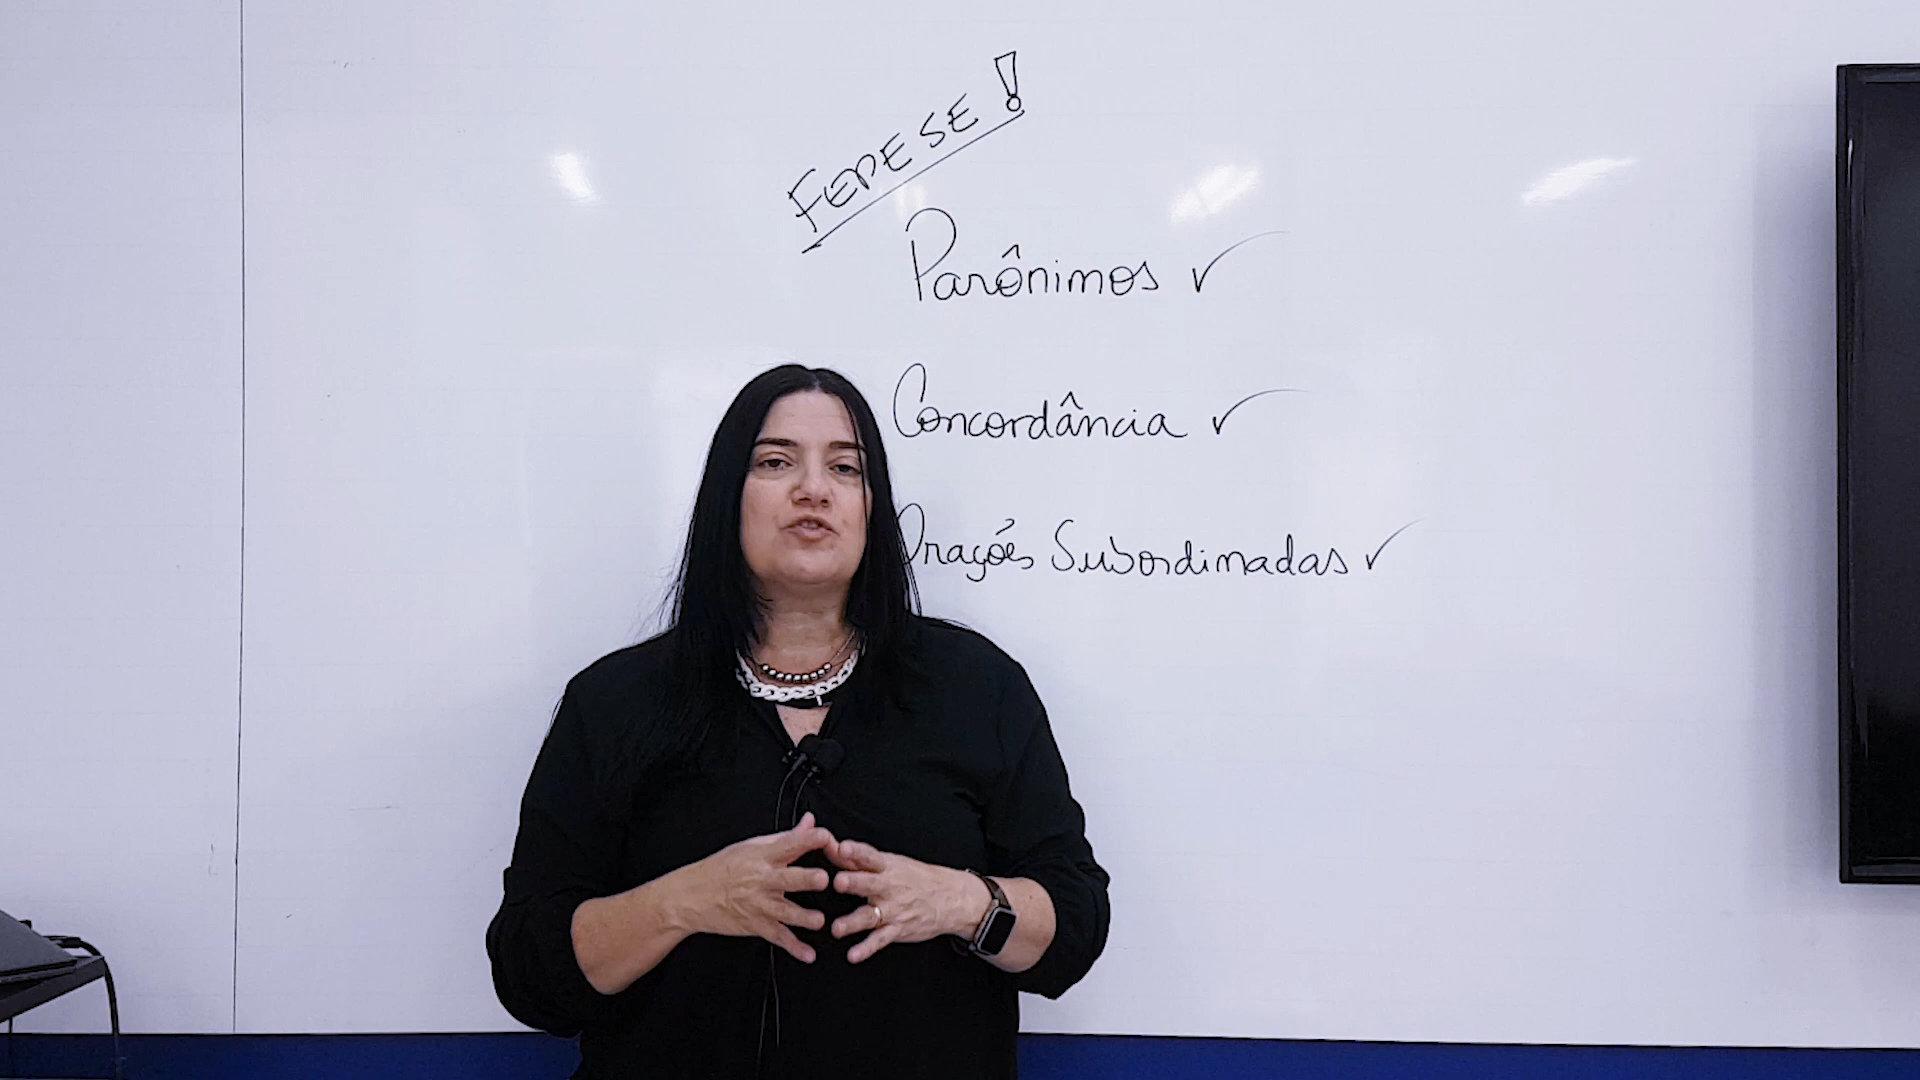 FEPESE!
Parônimos ✓
Concordância ✓
Orações Subordinadas ✓